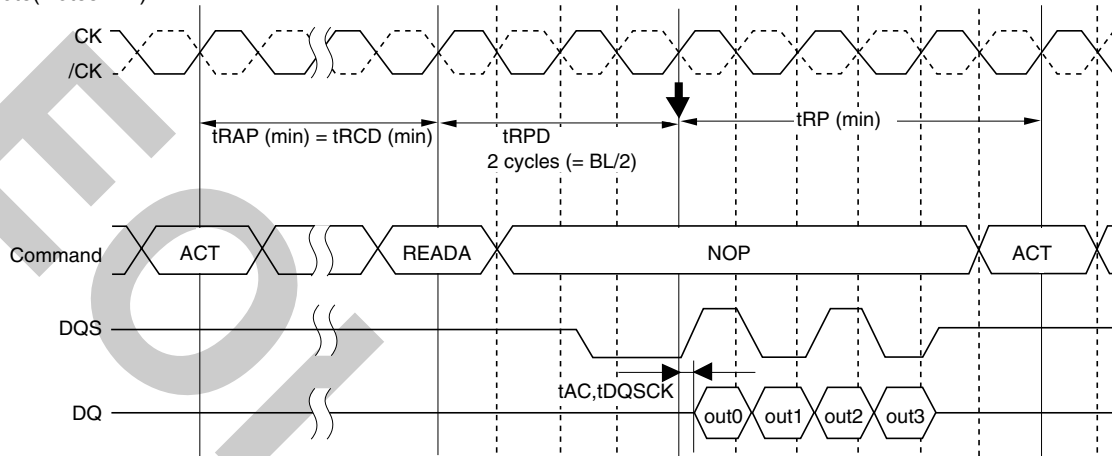 CK
/CK
tRAP (min) = tRCD (min)
tRPD
2 cycles (= BL/2)
tRP (min)
Command
ACT
READA
NOP
ACT
DQS
tAC,tDQSCK
DQ
out0
out1
out2
out3